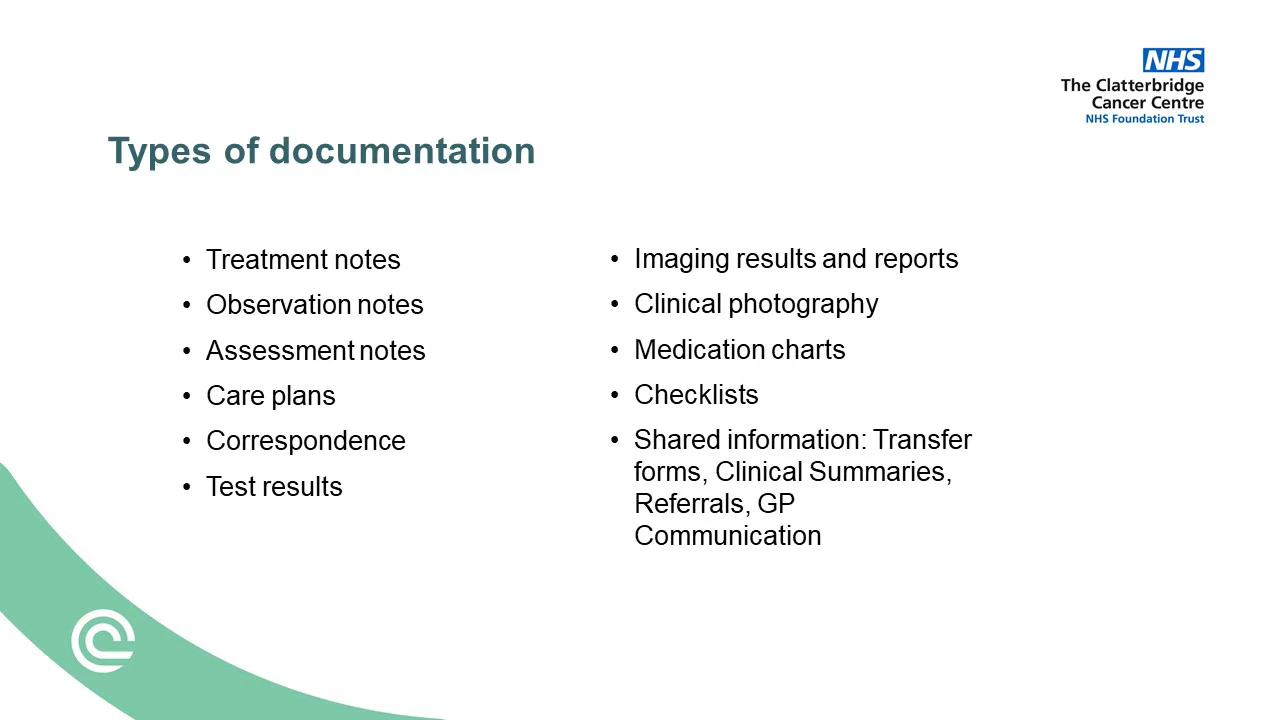 NHS
The Clatterbridge
Cancer Centre
NHS Foundation Trust
Types of documentation
• Treatment notes
• Observation notes
• Assessment notes
• Care plans
• Correspondence
• Test results
• Imaging results and reports
• Clinical photography
• Medication charts
• Checklists
• Shared information: Transfer
forms, Clinical Summaries,
Referrals, GP
Communication